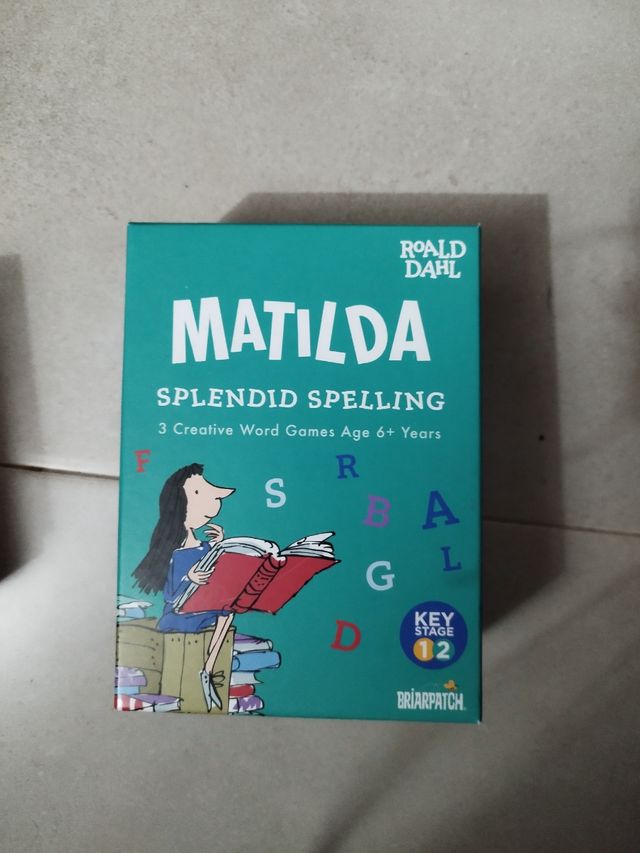 ROALD
DAHL
MATILDA
SPLENDID SPELLING
3 Creative Word Games Age 6+ Years
F
R
S
B
A
L
G
D
KEY
STAGE
1 2
BRIARPATCH